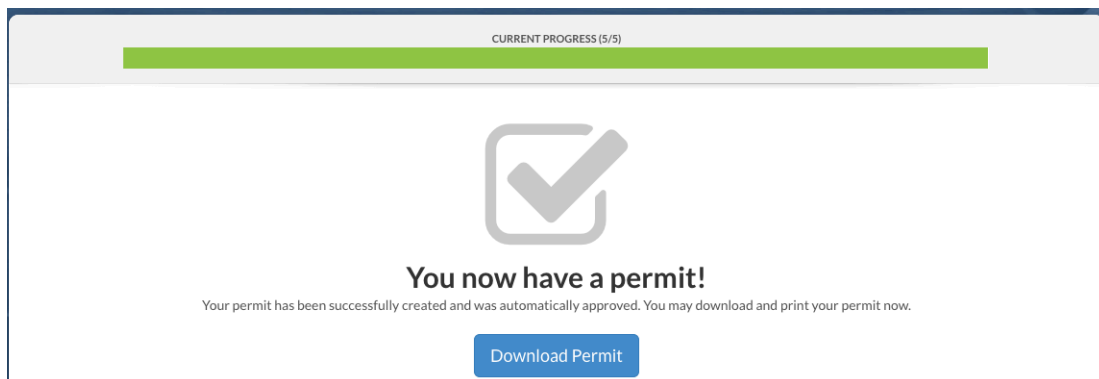 CURRENT PROGRESS (5/5)
You now have a permit!
Your permit has been successfully created and was automatically approved. You may download and print your permit now.
Download Permit